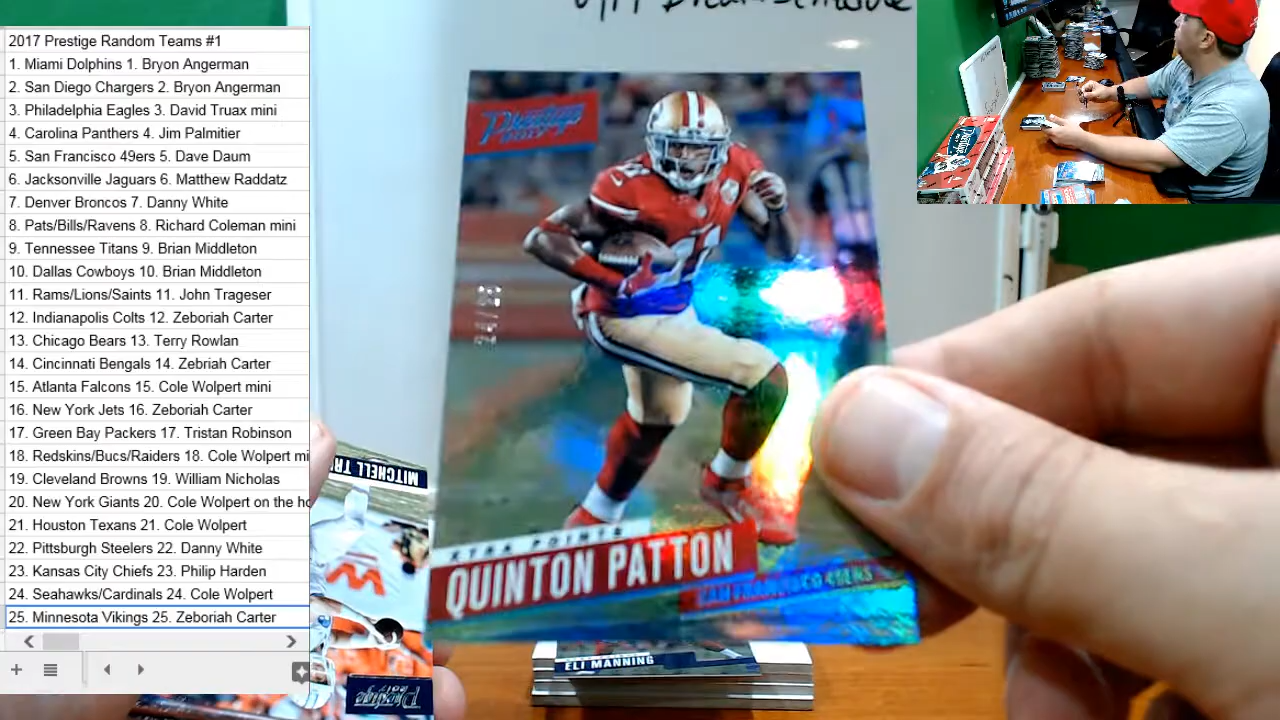 2017 Prestige Random Teams #1
1. Miami Dolphins 1. Bryon Angerman
2. San Diego Chargers 2. Bryon Angerman
3. Philadelphia Eagles 3. David Truax mini
4. Carolina Panthers 4. Jim Palmitier
5. San Francisco 49ers 5. Dave Daum
6. Jacksonville Jaguars 6. Matthew Raddatz
7. Denver Broncos 7. Danny White
8. Pats/Bills/Ravens 8. Richard Coleman mini
9. Tennessee Titans 9. Brian Middleton
10. Dallas Cowboys 10. Brian Middleton
11. Rams/Lions/Saints 11. John Trageser
12. Indianapolis Colts 12. Zeboriah Carter
13. Chicago Bears 13. Terry Rowlan
14. Cincinnati Bengals 14. Zebriah Carter
15. Atlanta Falcons 15. Cole Wolpert mini
16. New York Jets 16. Zeboriah Carter
17. Green Bay Packers 17. Tristan Robinson
18. Redskins/Bucs/Raiders 18. Cole Wolpert mi
19. Cleveland Browns 19. William Nicholas
20. New York Giants 20. Cole Wolpert on the ho
21. Houston Texans 21. Cole Wolpert
22. Pittsburgh Steelers 22. Danny White
23. Kansas City Chiefs 23. Philip Harden
24. Seahawks/Cardinals 24. Cole Wolpert
25. Minnesota Vikings 25. Zeboriah Carter
Prestige
2017
XTRA POINTS
QUINTON PATTON
SAN FRANCISCO 49ERS
MITCHELL
Prestige
ELI MANNING